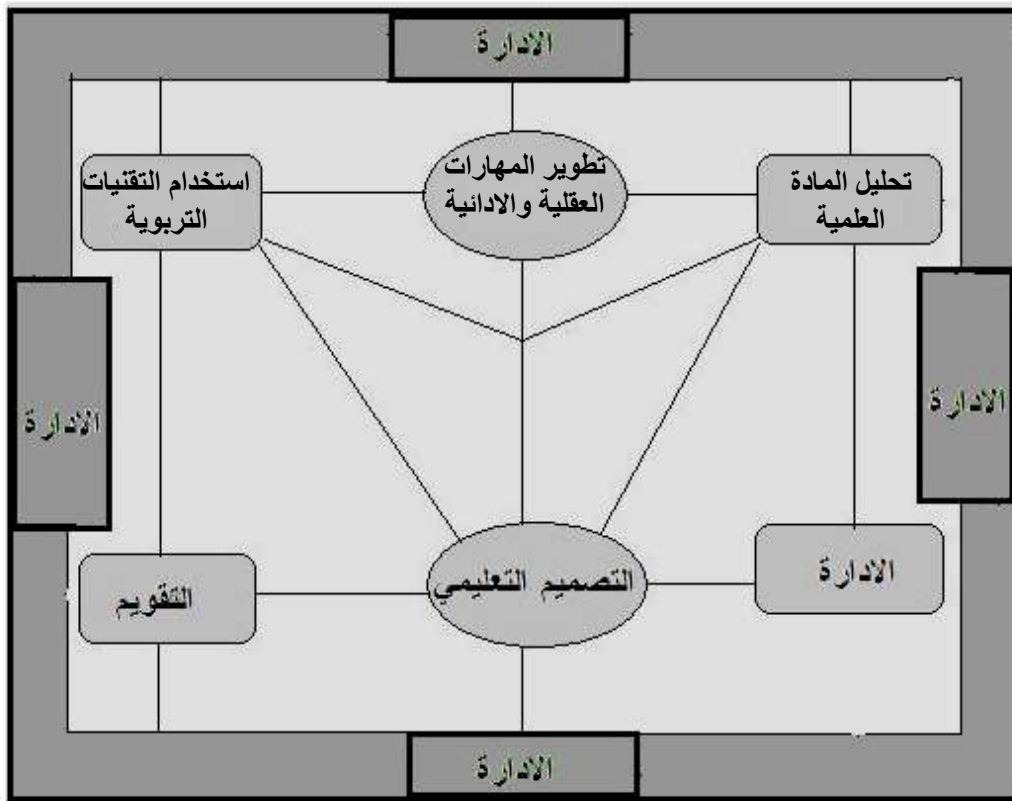 الادارة
تطوير المهارات
العقلية والادائية
تحليل المادة
العلمية
استخدام التقنيات
التربوية
الادارة
الادارة
الادارة
التصميم التعليمي
التقويم
الادارة